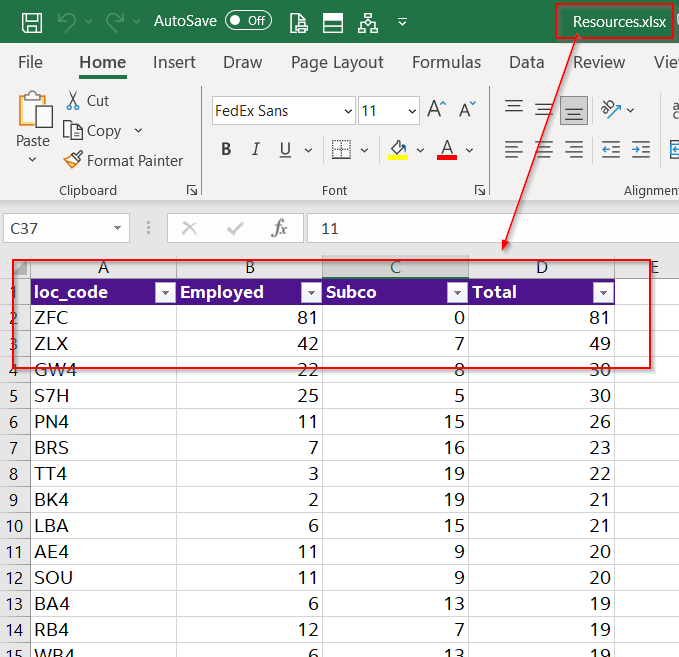 AutoSave Off Resources.xlsx
File Home Insert Draw Page Layout Formulas Data Review Vie
Paste Cut Copy Format Painter
FedEx Sans 11 A A
B I U A
Clipboard Font Alignmen
C37 fx 11
A B C D E
1 loc_code Employed Subco Total
2 ZFC 81 0 81
3 ZLX 42 7 49
4 GW4 22 8 30
5 S7H 25 5 30
6 PN4 11 15 26
7 BRS 7 16 23
8 TT4 3 19 22
9 BK4 2 19 21
10 LBA 6 15 21
11 AE4 11 9 20
12 SOU 11 9 20
13 BA4 6 13 19
14 RB4 12 7 19
15 WB4 6 13 19